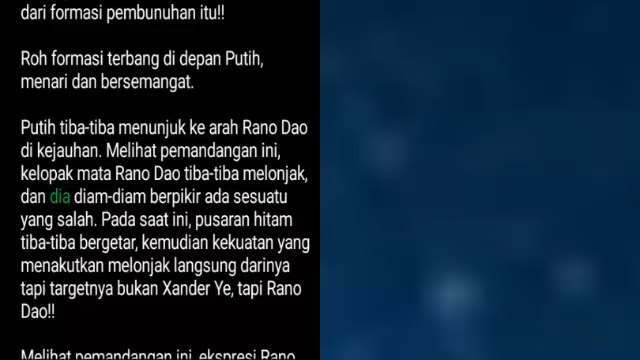 dari formasi pembunuhan itu!!
Roh formasi terbang di depan Putih,
menari dan bersemangat.
Putih tiba-tiba menunjuk ke arah Rano Dao
di kejauhan. Melihat pemandangan ini,
kelopak mata Rano Dao tiba-tiba melonjak,
dan dia diam-diam berpikir ada sesuatu
yang salah. Pada saat ini, pusaran hitam
tiba-tiba bergetar, kemudian kekuatan yang
menakutkan melonjak langsung darinya
tapi targetnya bukan Xander Ye, tapi Rano
Dao!!
Melihat pemandangan ini, ekspresi Rano